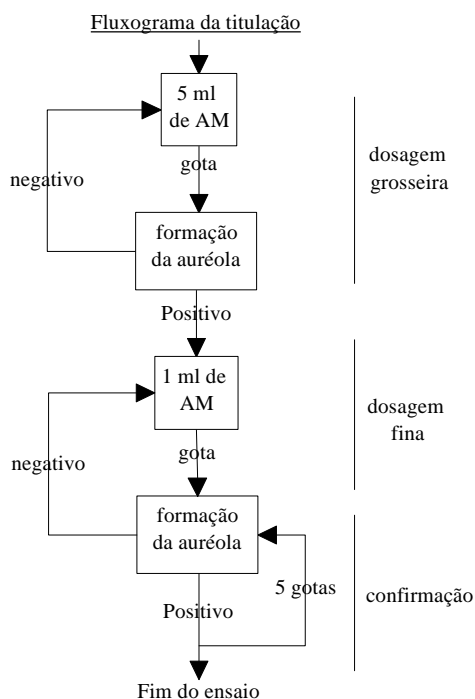 Fluxograma da titulação
5 ml
de AM
gota
negativo
dosagem
grosseira
formação
da auréola
Positivo
1 ml de
AM
gota
negativo
dosagem
fina
formação
da auréola
5 gotas
Positivo
confirmação
Fim do ensaio